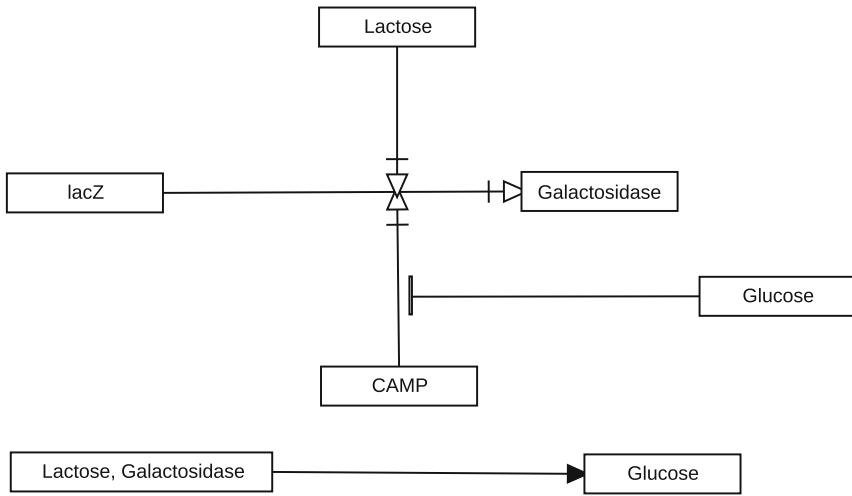 Lactose
lacZ
Galactosidase
Glucose
CAMP
Lactose, Galactosidase
Glucose